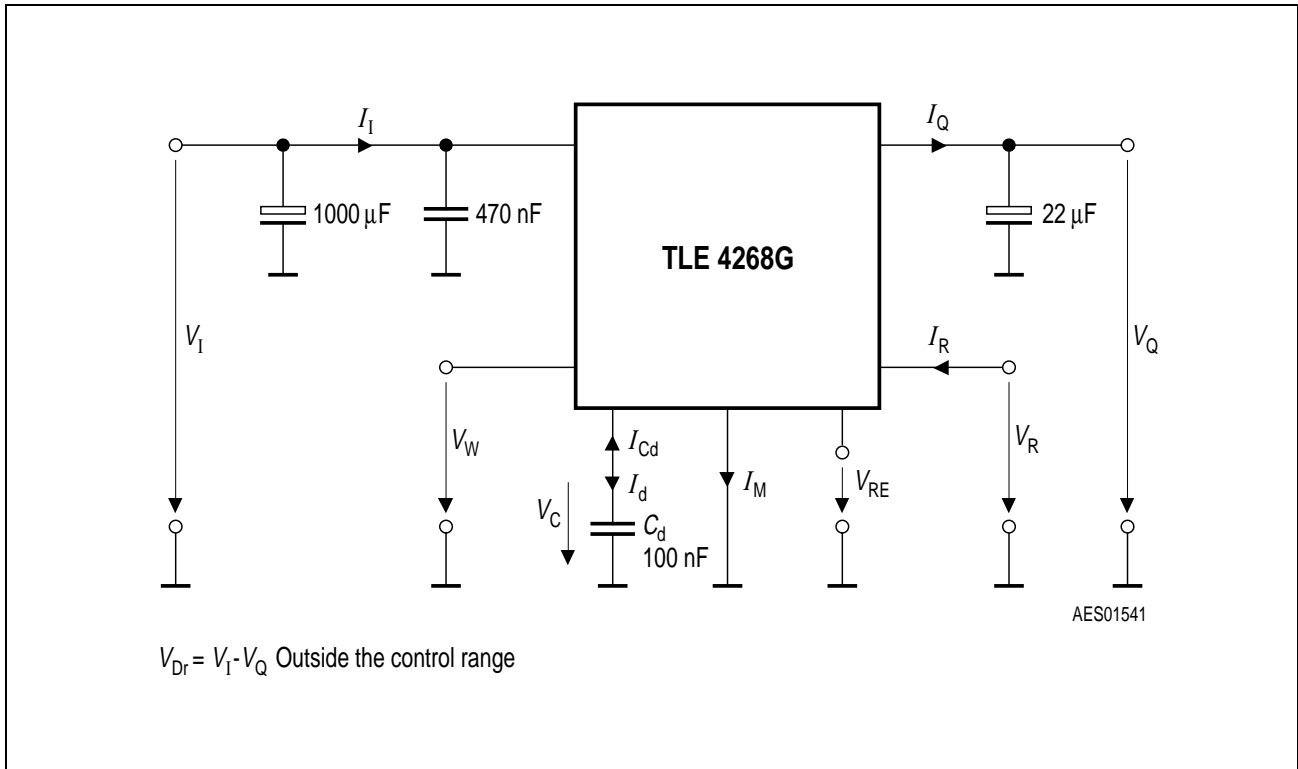 I_I
I_Q
1000 µF
470 nF
22 µF
TLE 4268G
V_I
I_R
V_Q
V_W
I_Cd
V_R
I_d
I_M
V_RE
V_C
C_d
100 nF
AES01541
V_Dr = V_I-V_Q Outside the control range